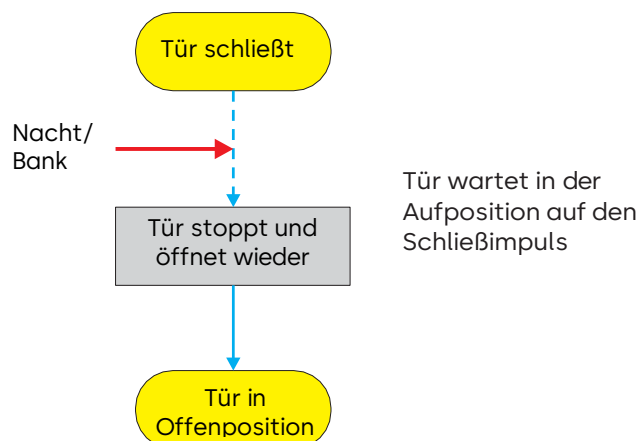 Tür schließt
Nacht/
Bank
Tür stoppt und
öffnet wieder
Tür wartet in der
Aufposition auf den
Schließimpuls
Tür in
Offenposition